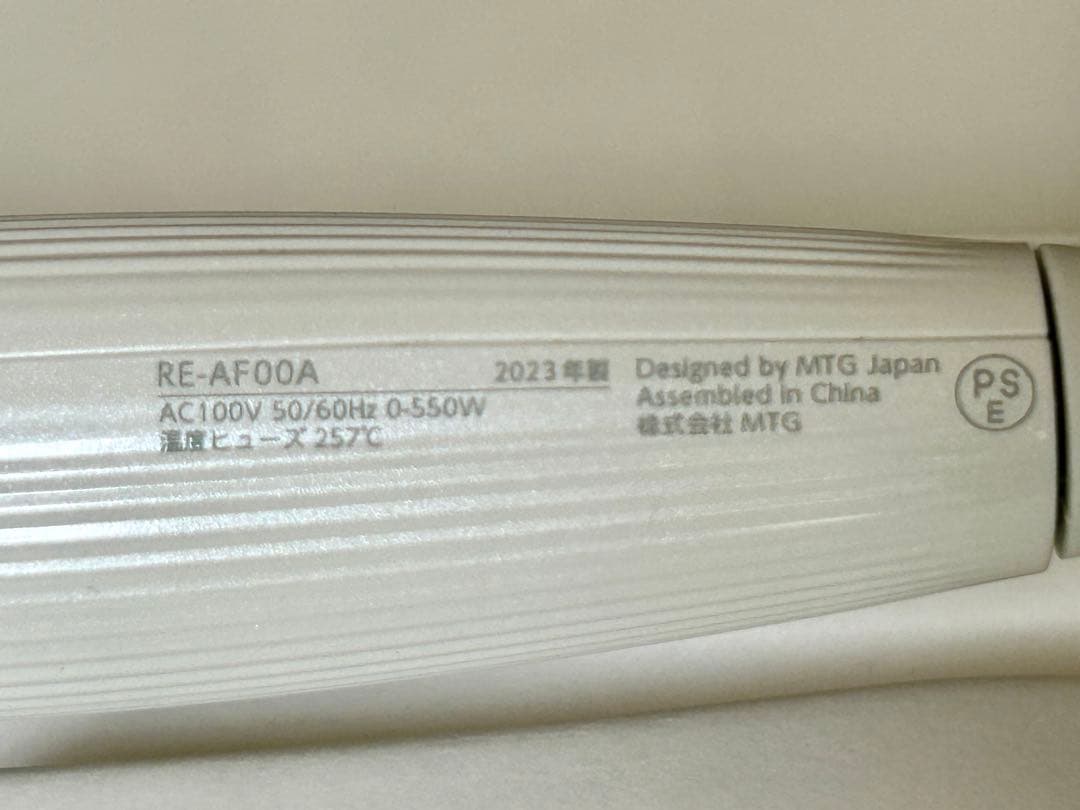 RE-AF00A 2023年製
AC100V 50/60Hz 0-550W
温度ヒューズ 257℃
Designed by MTG Japan
Assembled in China
株式会社 MTG
PSE